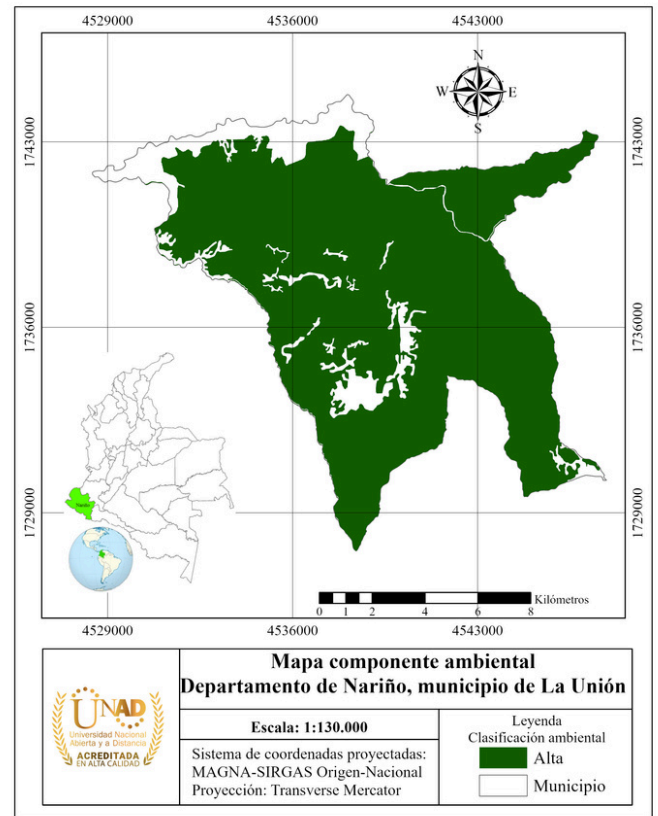 4529000 4536000 4543000
N
W E
S
1743000 1743000
1736000 1736000
Nariño
1729000 1729000
Kilómetros
0 1 2 4 6 8
4529000 4536000 4543000
Mapa componente ambiental
Departamento de Nariño, municipio de La Unión
UNAD
Universidad Nacional
Abierta y a Distancia
ACREDITADA
EN ALTA CALIDAD
Escala: 1:130.000
Sistema de coordenadas proyectadas:
MAGNA-SIRGAS Origen-Nacional
Proyección: Transverse Mercator
Leyenda
Clasificación ambiental
Alta
Municipio